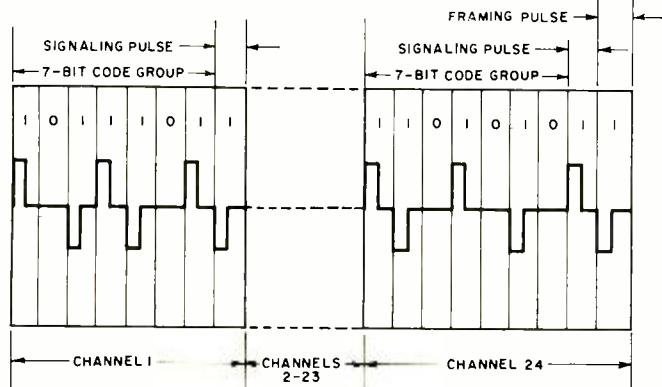 FRAMING PULSE
SIGNALING PULSE
SIGNALING PULSE
7-BIT CODE GROUP
7-BIT CODE GROUP
1 0 1 1 1 0 1 1
1 1 0 1 0 1 0 1 1
CHANNEL 1
CHANNELS
2-23
CHANNEL 24